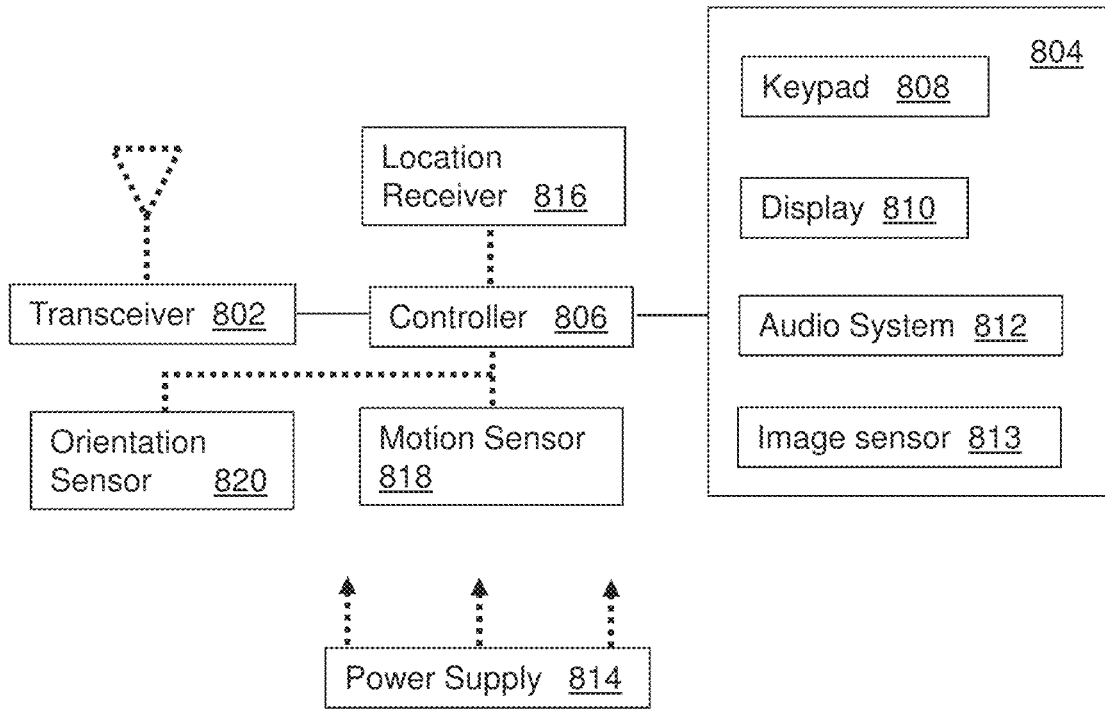 804
Keypad 808
Location
Receiver 816
Display 810
Transceiver 802
Controller 806
Audio System 812
Orientation
Sensor 820
Motion Sensor
818
Image sensor 813
Power Supply 814